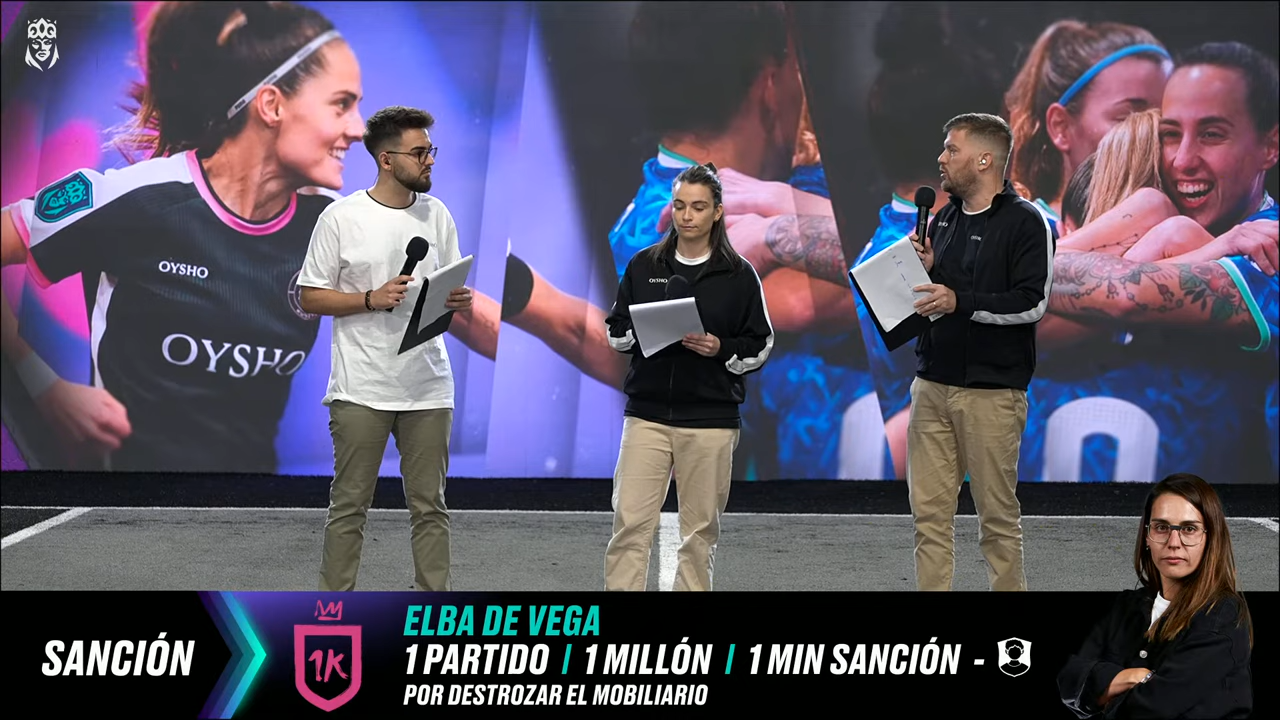 OYSHO
OYSHO
OYSHO
SANCIÓN
1K
ELBA DE VEGA
1 PARTIDO / 1 MILLÓN / 1 MIN SANCIÓN -
POR DESTROZAR EL MOBILIARIO